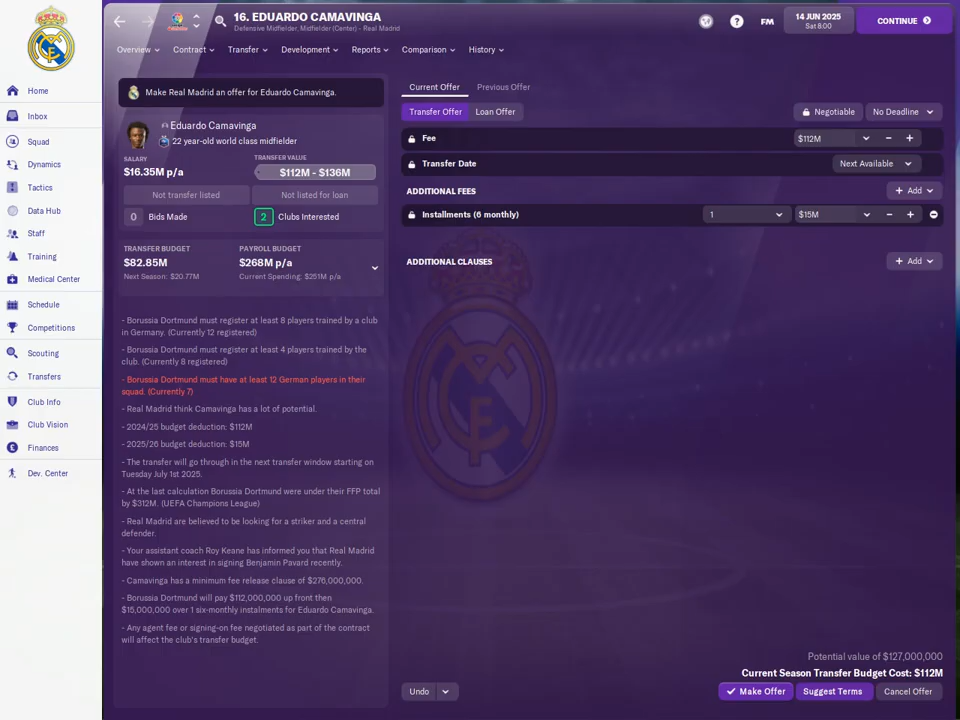 16. EDUARDO CAMAVINGA
Defensive Midfielder, Midfielder (Center) - Real Madrid
?
FM
14 JUN 2025
Sat 8:00
CONTINUE
Overview
Contract
Transfer
Development
Reports
Comparison
History
Home
Inbox
Squad
Dynamics
Tactics
Data Hub
Staff
Training
Medical Center
Schedule
Competitions
Scouting
Transfers
Club Info
Club Vision
Finances
Dev. Center
Make Real Madrid an offer for Eduardo Camavinga.
Eduardo Camavinga
22 year-old world class midfielder
SALARY
$16.35M p/a
TRANSFER VALUE
$112M - $136M
Not transfer listed
Not listed for loan
0 Bids Made
2 Clubs Interested
TRANSFER BUDGET
$82.85M
Next Season: $20.77M
PAYROLL BUDGET
$268M p/a
Current Spending: $251M p/a
- Borussia Dortmund must register at least 8 players trained by a club
in Germany. (Currently 12 registered)
- Borussia Dortmund must register at least 4 players trained by the
club. (Currently 8 registered)
- Borussia Dortmund must have at least 12 German players in their
squad. (Currently 7)
- Real Madrid think Camavinga has a lot of potential.
- 2024/25 budget deduction: $112M
- 2025/26 budget deduction: $15M
- The transfer will go through in the next transfer window starting on
Tuesday July 1st 2025.
- At the last calculation Borussia Dortmund were under their FFP total
by $312M. (UEFA Champions League)
- Real Madrid are believed to be looking for a striker and a central
defender.
- Your assistant coach Roy Keane has informed you that Real Madrid
have shown an interest in signing Benjamin Pavard recently.
- Camavinga has a minimum fee release clause of $276,000,000.
- Borussia Dortmund will pay $112,000,000 up front then
$15,000,000 over 1 six-monthly instalments for Eduardo Camavinga.
- Any agent fee or signing-on fee negotiated as part of the contract
will affect the club's transfer budget.
Current Offer
Previous Offer
Transfer Offer
Loan Offer
Negotiable
No Deadline
Fee
$112M
Transfer Date
Next Available
ADDITIONAL FEES
+ Add
Installments (6 monthly)
1
$15M
ADDITIONAL CLAUSES
+ Add
Potential value of $127,000,000
Current Season Transfer Budget Cost: $112M
Undo
Make Offer
Suggest Terms
Cancel Offer